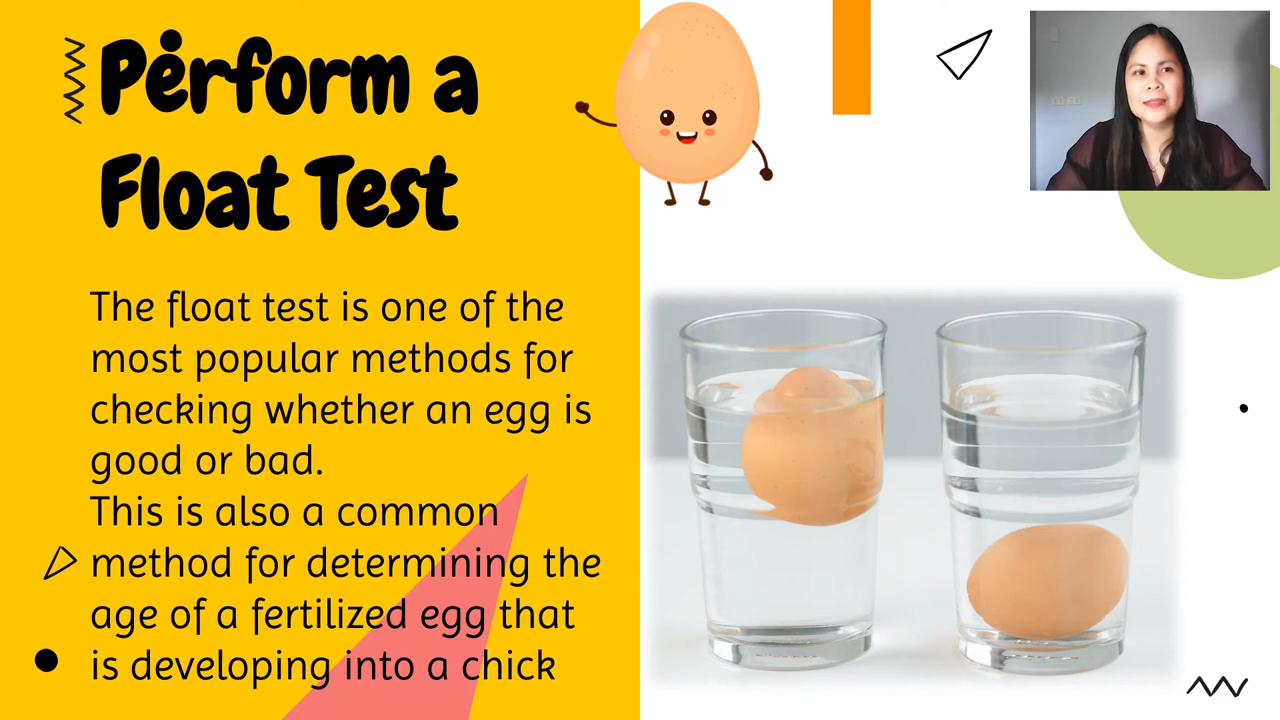 Perform a
Float Test
The float test is one of the
most popular methods for
checking whether an egg is
good or bad.
This is also a common
method for determining the
age of a fertilized egg that
is developing into a chick